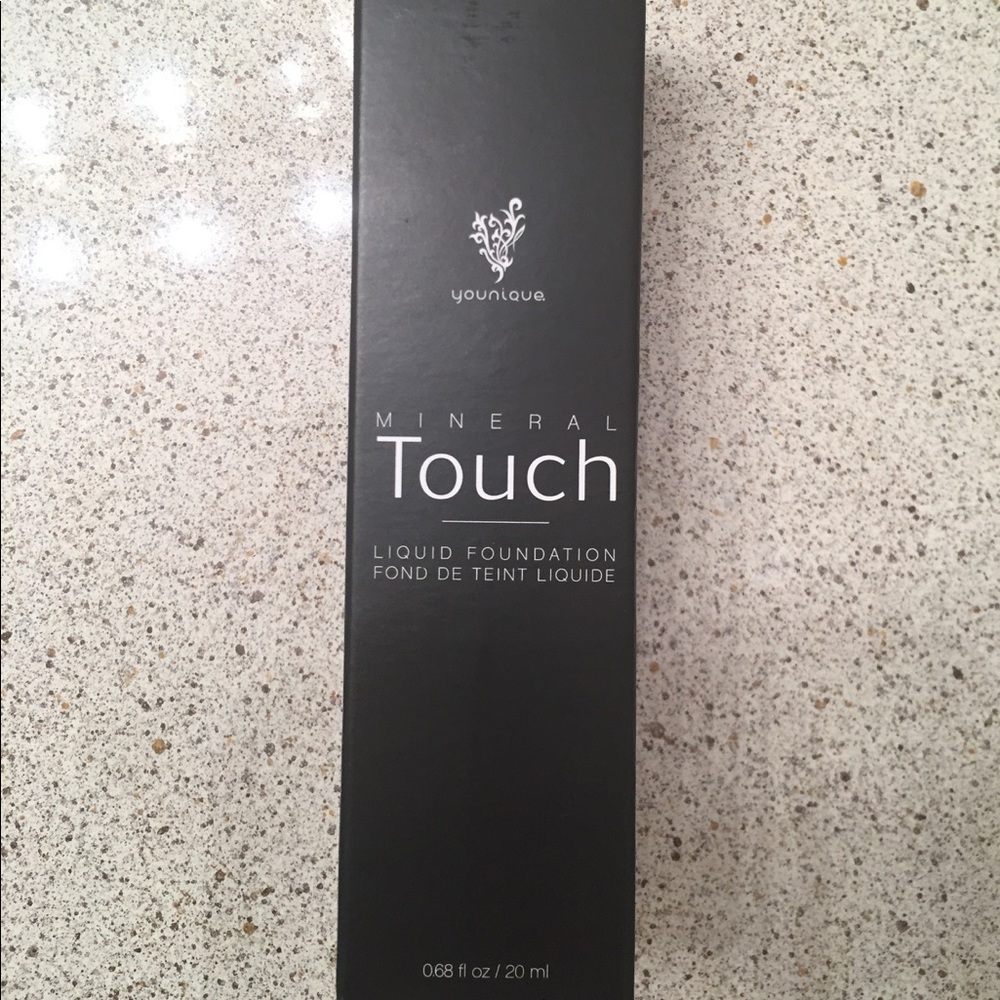 younique
MINERAL
Touch
LIQUID FOUNDATION
FOND DE TEINT LIQUIDE
0.68 fl oz / 20 ml